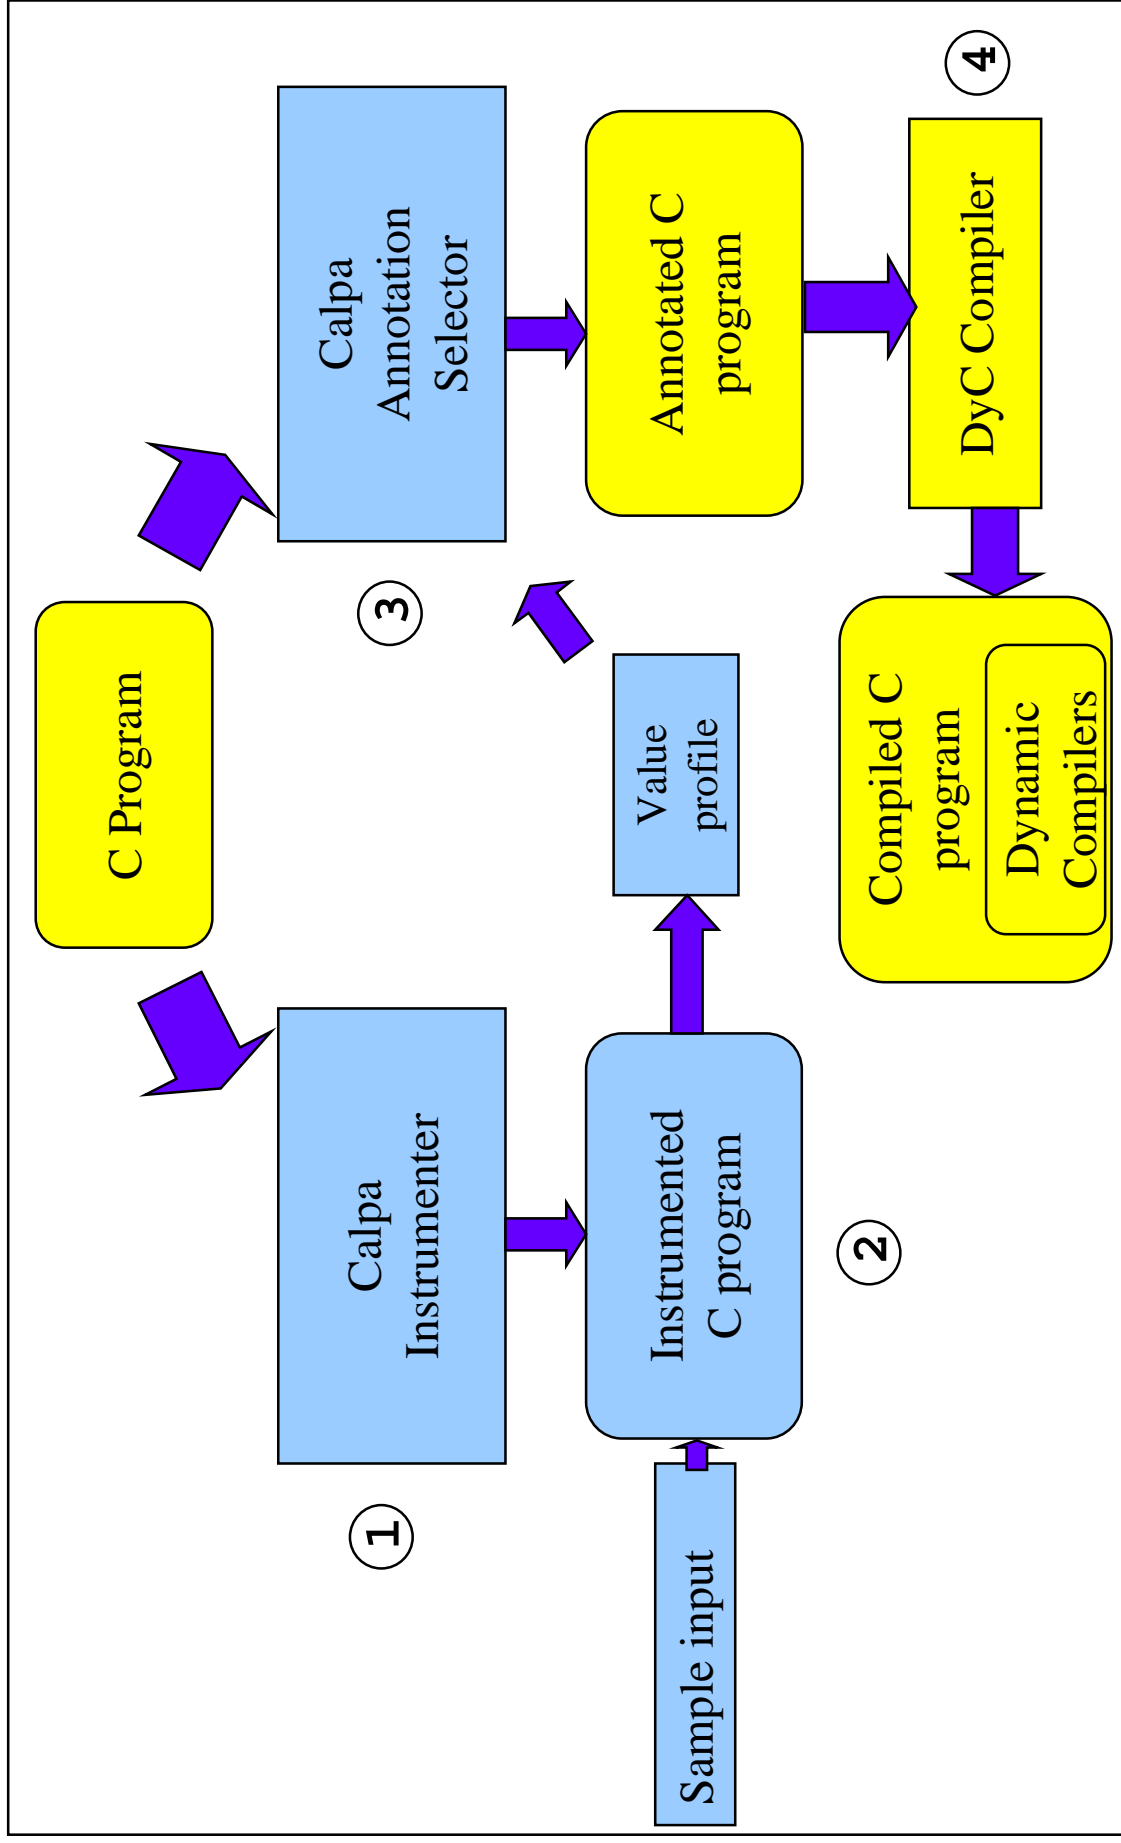 C Program
1
Calpa
Instrumenter
3
Calpa
Annotation
Selector
Sample input
Instrumented
C program
2
Value
profile
Annotated C
program
Compiled C
program
Dynamic
Compilers
DyC Compiler
4